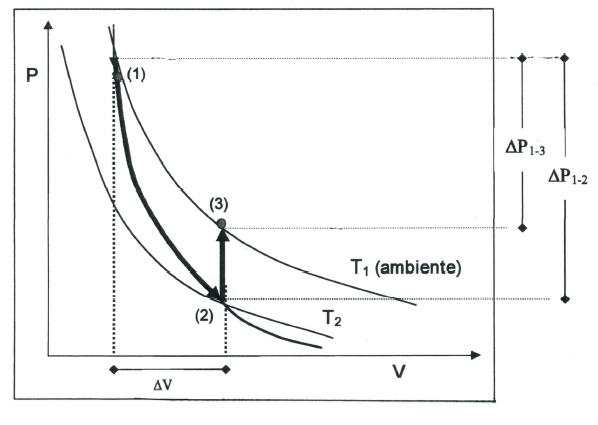 P
(1)
ΔP1-3
ΔP1-2
(3)
T1 (ambiente)
(2)
T2
V
ΔV